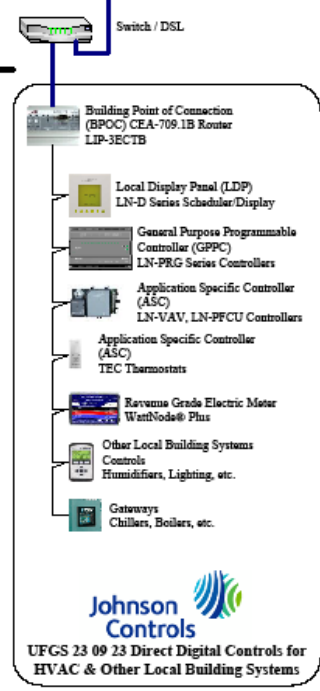 Switch / DSL
Building Point of Connection
(BPOC) CEA-709.1B Router
LIP-3ECTB
Local Display Panel (LDP)
LN-D Series Scheduler/Display
General Purpose Programmable
Controller (GPPC)
LN-PRG Series Controllers
Application Specific Controller
(ASC)
LN-VAV, LN-PFCU Controllers
Application Specific Controller
(ASC)
TEC Thermostats
Revenue Grade Electric Meter
WattNode® Plus
Other Local Building Systems
Controls
Humidifiers, Lighting, etc.
Gateways
Chillers, Boilers, etc.
Johnson
Controls
UFGS 23 09 23 Direct Digital Controls for
HVAC & Other Local Building Systems